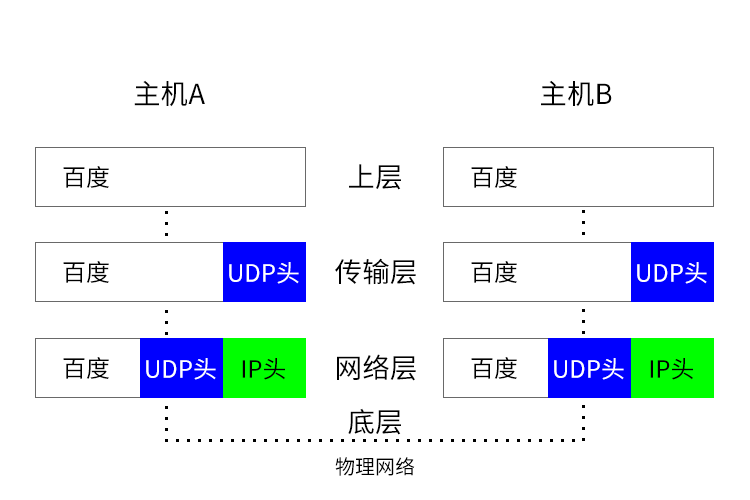 主机A 主机B
百度 上层 百度
百度 UDP头 传输层 百度 UDP头
百度 UDP头 IP头 网络层 百度 UDP头 IP头
底层
物理网络